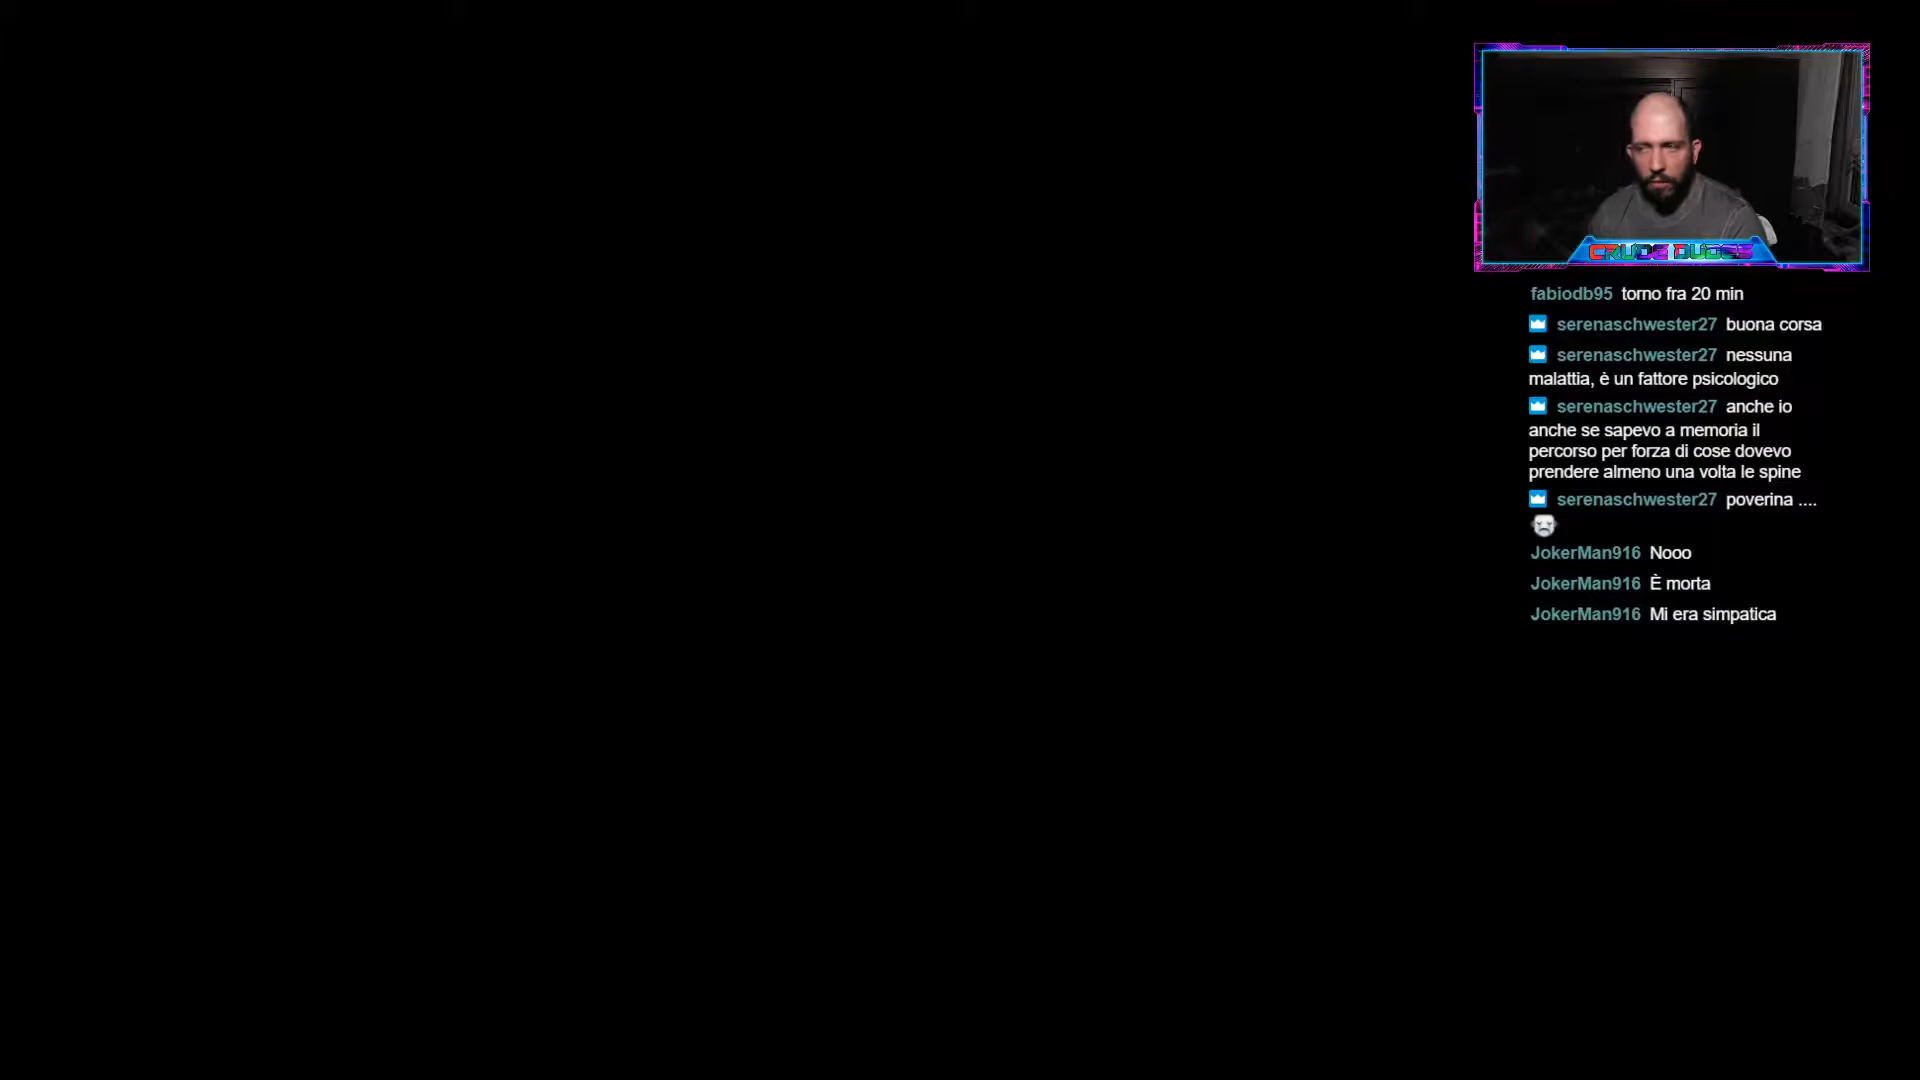 CRUDE DUDES
fabiodb95 torno fra 20 min
serenaschwester27 buona corsa
serenaschwester27 nessuna
malattia, è un fattore psicologico
serenaschwester27 anche io
anche se sapevo a memoria il
percorso per forza di cose dovevo
prendere almeno una volta le spine
serenaschwester27 poverina ....
JokerMan916 Nooo
JokerMan916 È morta
JokerMan916 Mi era simpatica